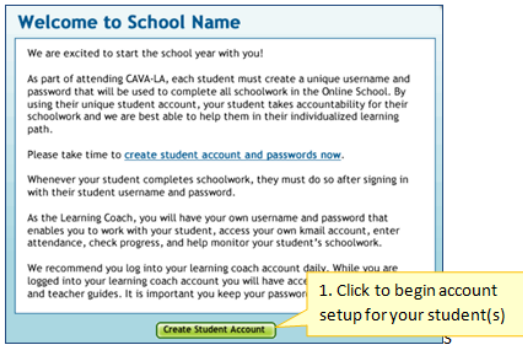 Welcome to School Name
We are excited to start the school year with you!
As part of attending CAVA-LA, each student must create a unique username and
password that will be used to complete all schoolwork in the Online School. By
using their unique student account, your student takes accountability for their
schoolwork and we are best able to help them in their individualized learning
path.
Please take time to create student account and passwords now.
Whenever your student completes schoolwork, they must do so after signing in
with their student username and password.
As the Learning Coach, you will have your own username and password that
enables you to work with your student, access your own kmail account, enter
attendance, check progress, and help monitor your student's schoolwork.
We recommend you log into your learning coach account daily. While you are
logged into your learning coach account you will have
and teacher guides. It is important you keep your
1. Click to begin account
setup for your student(s)
Create Student Account
s